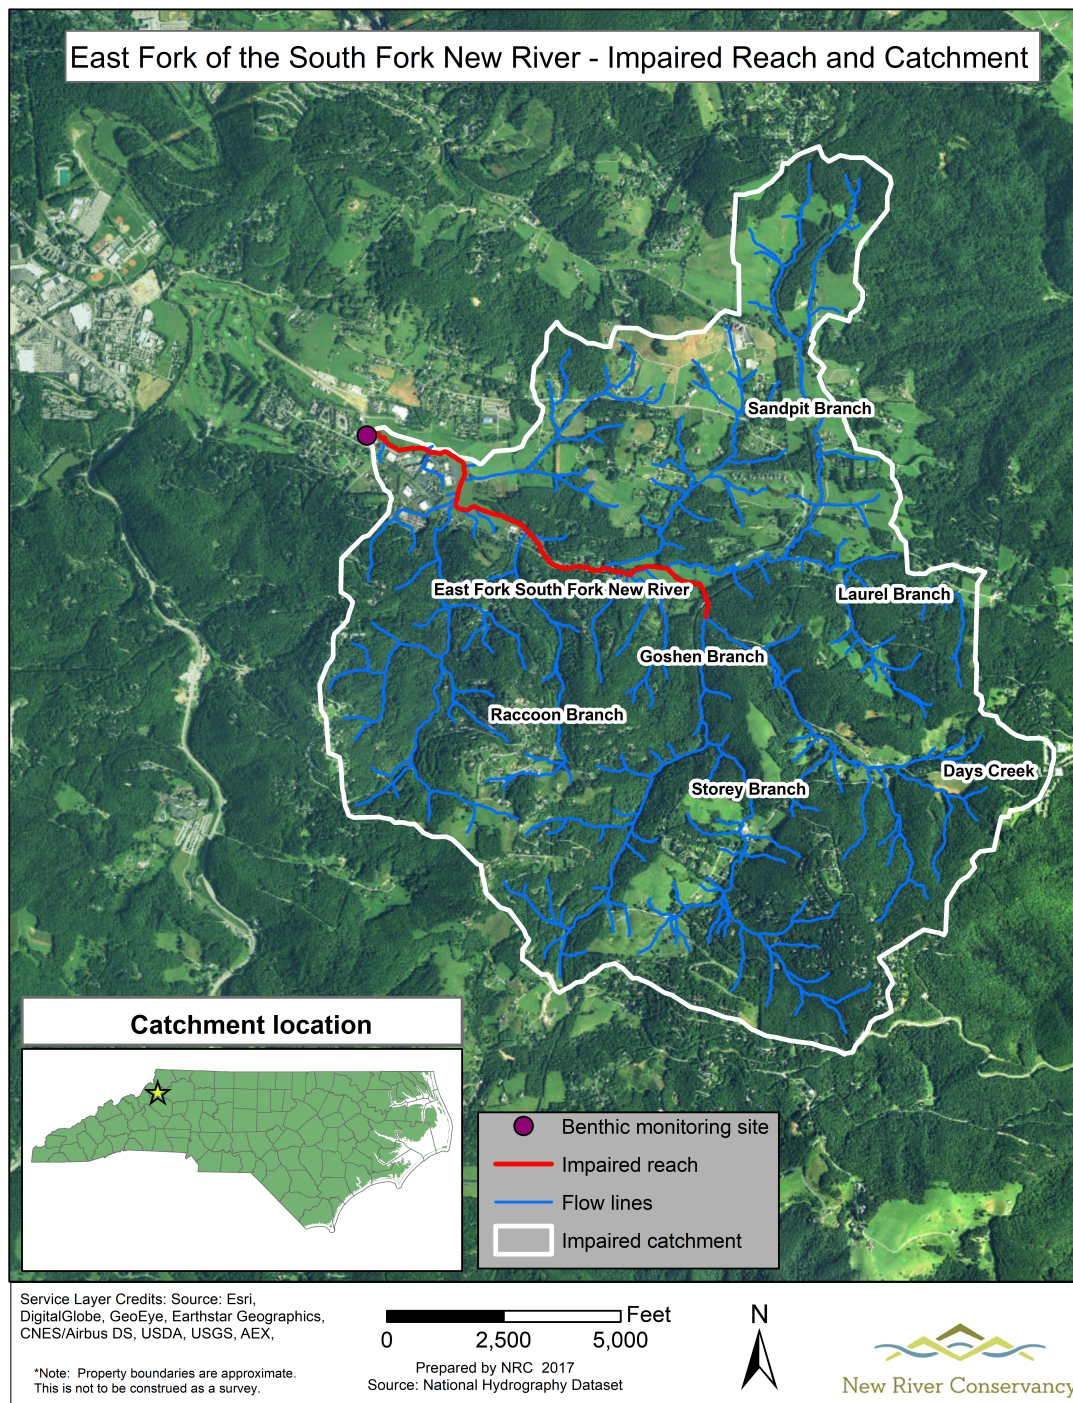 East Fork of the South Fork New River - Impaired Reach and Catchment
Sandpit Branch
East Fork South Fork New River
Laurel Branch
Goshen Branch
Raccoon Branch
Days Creek
Storey Branch
Catchment location
Benthic monitoring site
Impaired reach
Flow lines
Impaired catchment
Service Layer Credits: Source: Esri,
DigitalGlobe, GeoEye, Earthstar Geographics,
CNES/Airbus DS, USDA, USGS, AEX,
*Note: Property boundaries are approximate.
This is not to be construed as a survey.
Feet
0 2,500 5,000
Prepared by NRC 2017
Source: National Hydrography Dataset
N
New River Conservancy